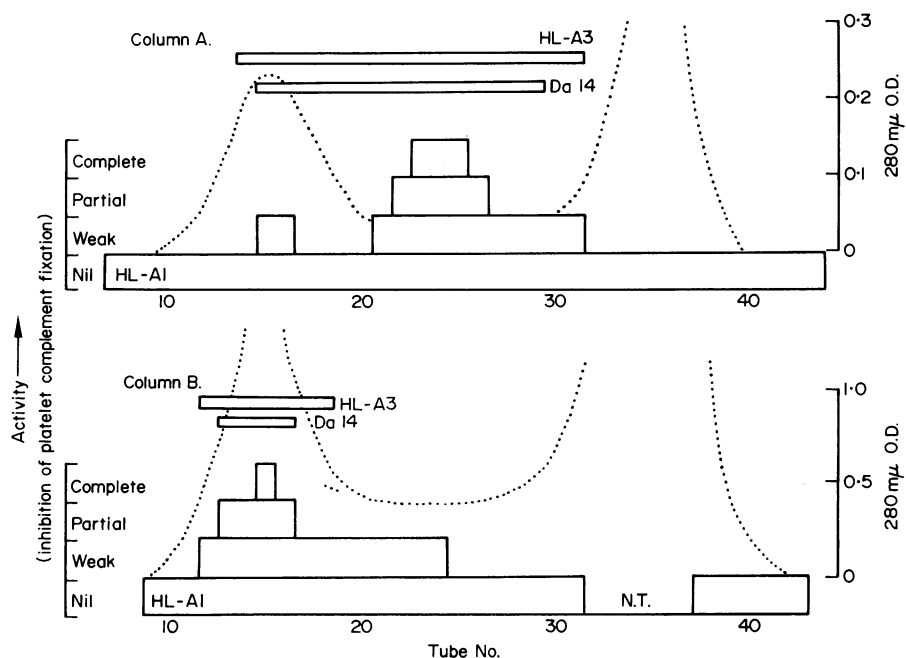 Column A.
HL-A3
Da 14
0·3
0·2
0·1
0
280 mμ O.D.
Complete
Partial
Weak
Nil
HL-A1
10
20
30
40
Activity
(inhibition of platelet complement fixation)
Column B.
HL-A3
Da 14
1·0
0·5
0
280 mμ O.D.
Complete
Partial
Weak
Nil
HL-A1
N.T.
10
20
30
40
Tube No.